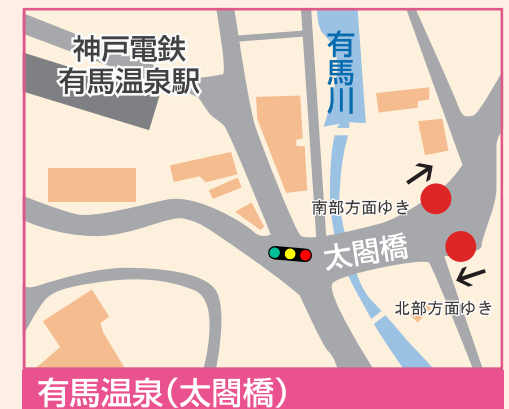 神戸電鉄
有馬温泉駅
有馬川
南部方面ゆき
太閤橋
北部方面ゆき
有馬温泉（太閤橋）